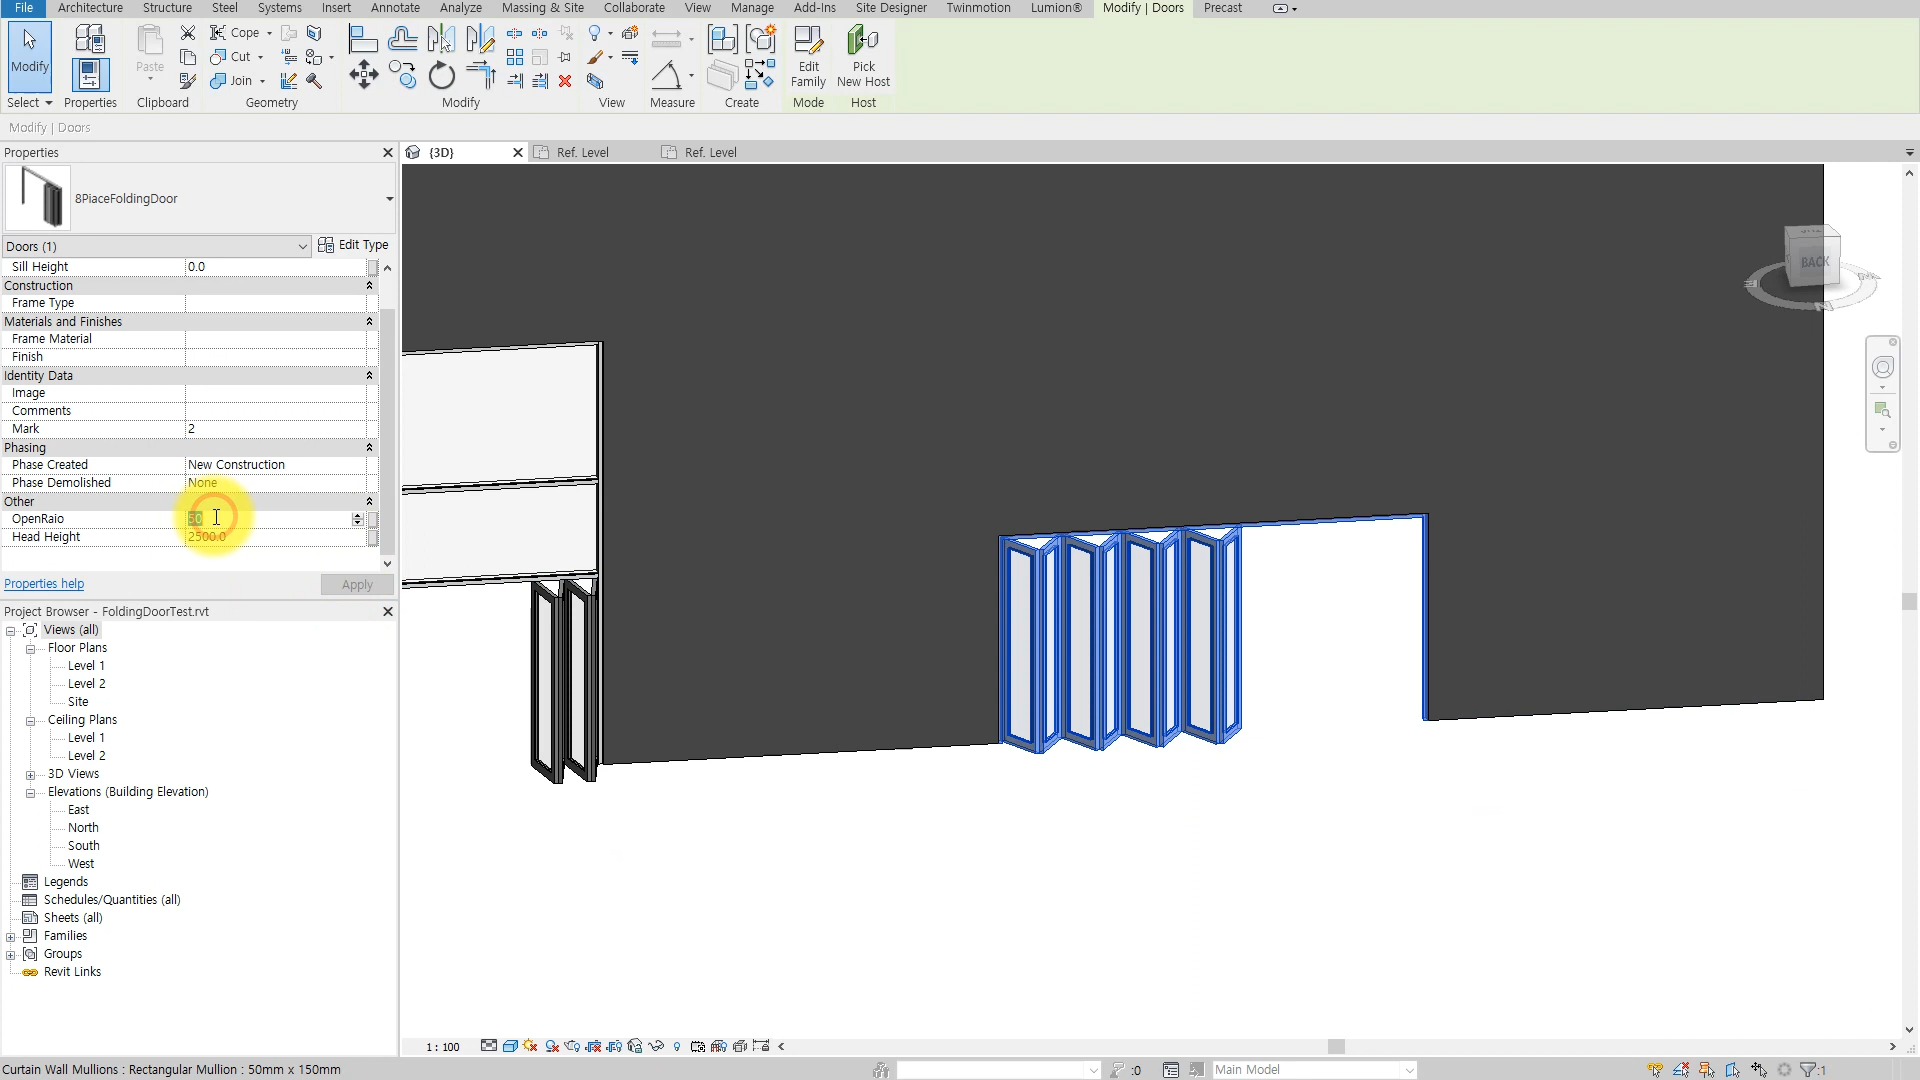 File Architecture Structure Steel Systems Insert Annotate Analyze Massing & Site Collaborate View Manage Add-Ins Site Designer Twinmotion Lumion® Modify | Doors Precast
Modify Paste Cope Cut Join Edit Family Pick New Host
Select Properties Clipboard Geometry Modify View Measure Create Mode Host
Modify | Doors
Properties
{3D} Ref. Level Ref. Level
8PiaceFoldingDoor
Doors (1) Edit Type
Sill Height 0.0
Construction
Frame Type
Materials and Finishes
Frame Material
Finish
Identity Data
Image
Comments
Mark 2
Phasing
Phase Created New Construction
Phase Demolished None
Other
OpenRaio 50
Head Height 2500.0
Properties help Apply
BACK
Project Browser - FoldingDoorTest.rvt
Views (all)
Floor Plans
Level 1
Level 2
Site
Ceiling Plans
Level 1
Level 2
3D Views
Elevations (Building Elevation)
East
North
South
West
Legends
Schedules/Quantities (all)
Sheets (all)
Families
Groups
Revit Links
1 : 100
Curtain Wall Mullions : Rectangular Mullion : 50mm x 150mm :0 Main Model :1